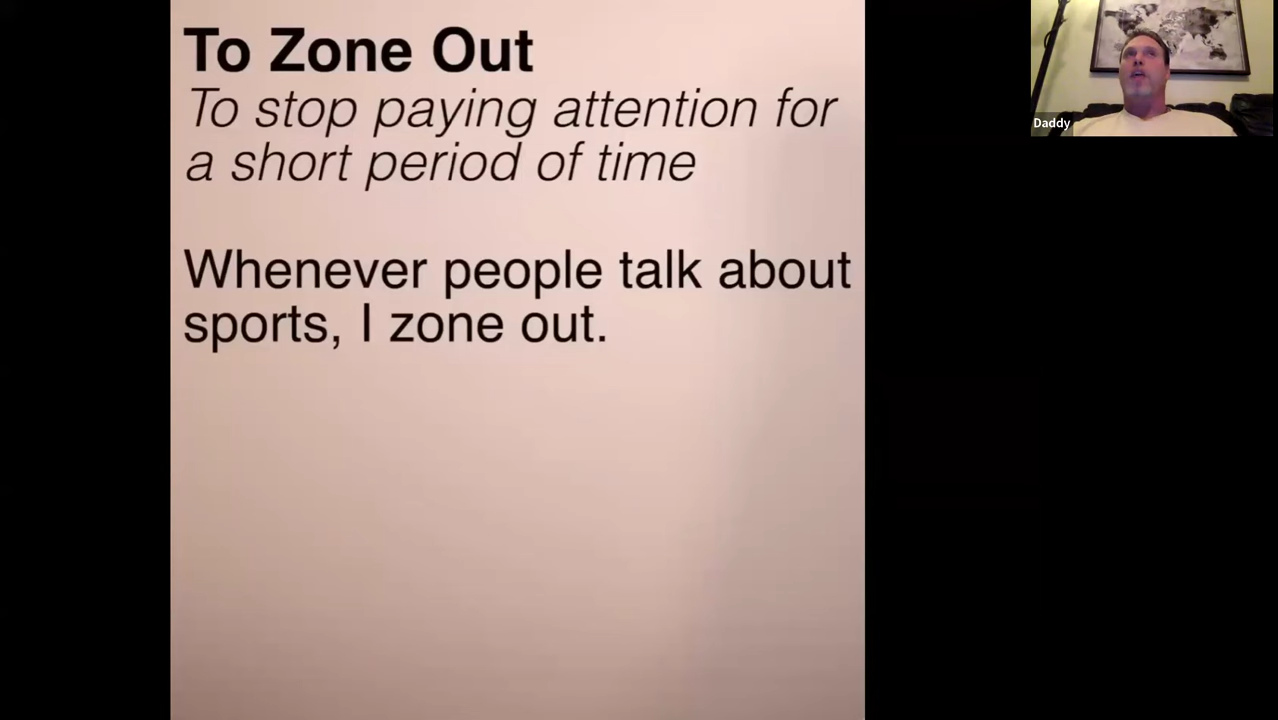 To Zone Out
To stop paying attention for
a short period of time
Whenever people talk about
sports, I zone out.
Daddy